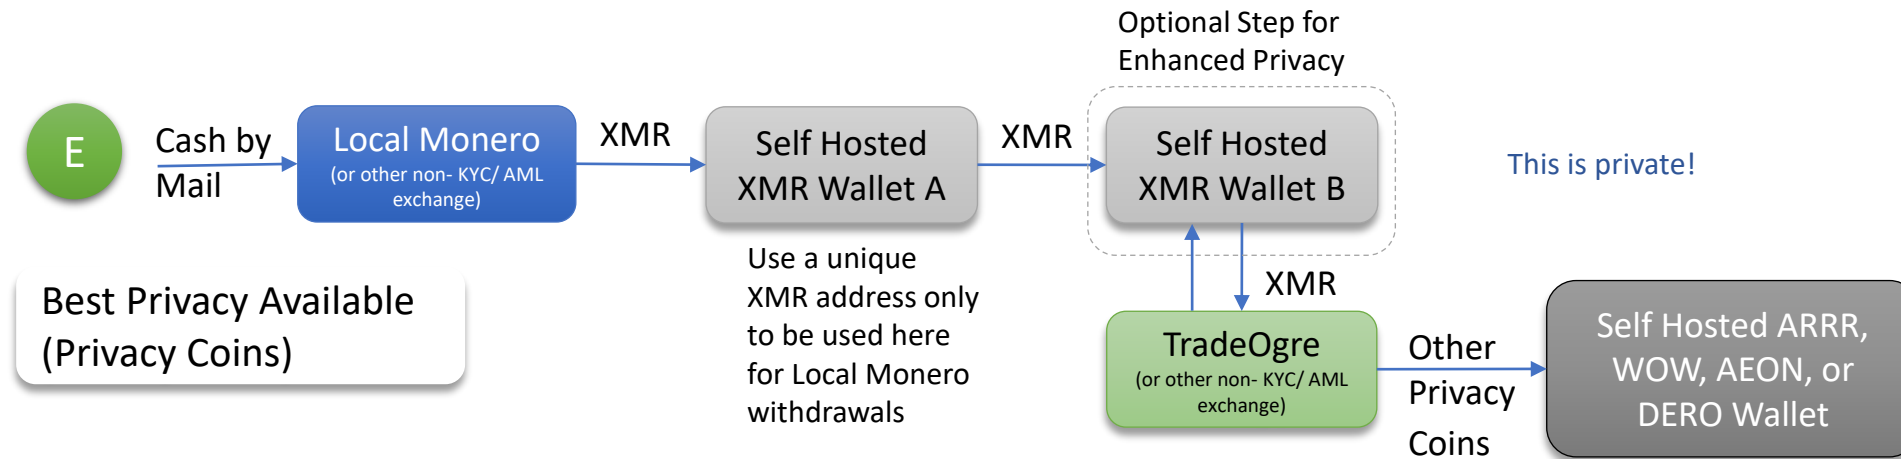 Optional Step for
Enhanced Privacy
E
Cash by
Mail
Local Monero
(or other non- KYC/ AML
exchange)
XMR
Self Hosted
XMR Wallet A
XMR
Self Hosted
XMR Wallet B
This is private!
Use a unique
XMR address only
to be used here
for Local Monero
withdrawals
XMR
Best Privacy Available
(Privacy Coins)
TradeOgre
(or other non- KYC/ AML
exchange)
Other
Privacy
Coins
Self Hosted ARRR,
WOW, AEON, or
DERO Wallet